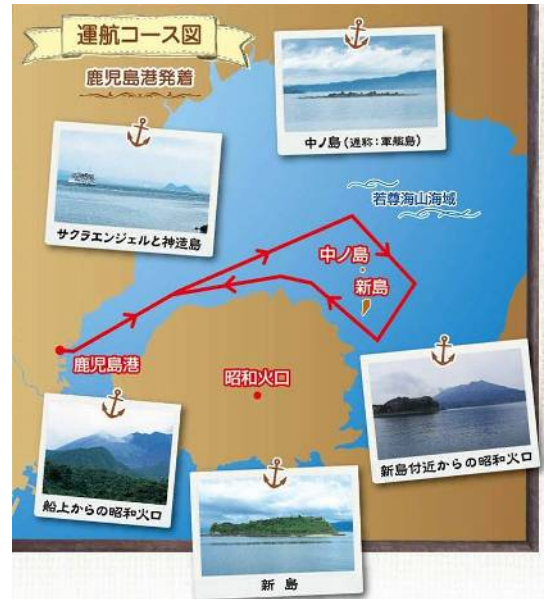 運航コース図
鹿児島港発着
中ノ島(通称:軍艦島)
サクラエンジェルと神造島
若尊海山海域
中ノ島
新島
鹿児島港
昭和火口
船上からの昭和火口
新島付近からの昭和火口
新島